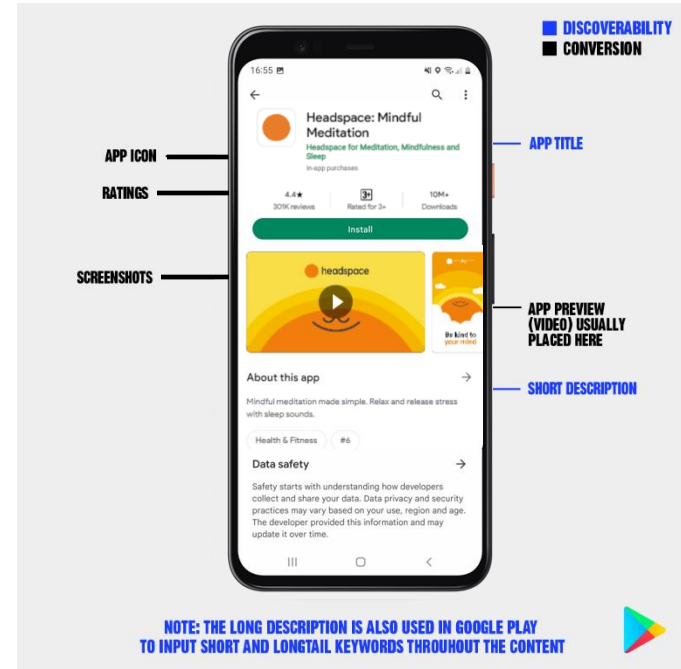 DISCOVERABILITY
CONVERSION
16:55
Headspace: Mindful
Meditation
Headspace for Meditation, Mindfulness and
Sleep
In-app purchases
APP TITLE
APP ICON
RATINGS
4.4★
301K reviews
3+
Rated for 3+
10M+
Downloads
Install
SCREENSHOTS
headspace
Be kind to
your mind
APP PREVIEW
(VIDEO) USUALLY
PLACED HERE
About this app
SHORT DESCRIPTION
Mindful meditation made simple. Relax and release stress
with sleep sounds.
Health & Fitness
#6
Data safety
Safety starts with understanding how developers
collect and share your data. Data privacy and security
practices may vary based on your use, region and age.
The developer provided this information and may
update it over time.
NOTE: THE LONG DESCRIPTION IS ALSO USED IN GOOGLE PLAY
TO INPUT SHORT AND LONGTAIL KEYWORDS THROUHOUT THE CONTENT